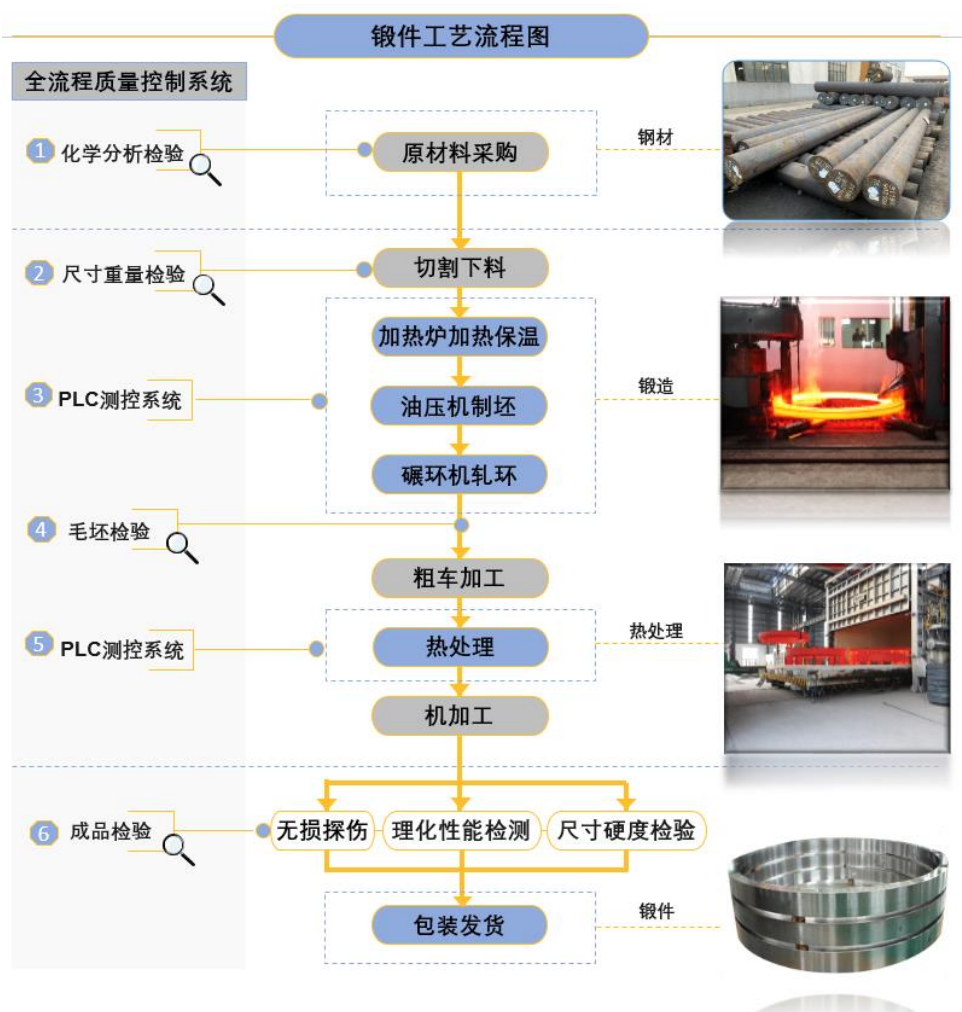 锻件工艺流程图
全流程质量控制系统
1 化学分析检验
原材料采购
钢材
2 尺寸重量检验
切割下料
加热炉加热保温
3 PLC测控系统
油压机制坯
锻造
碾环机轧环
4 毛坯检验
粗车加工
5 PLC测控系统
热处理
热处理
机加工
6 成品检验
无损探伤
理化性能检测
尺寸硬度检验
包装发货
锻件